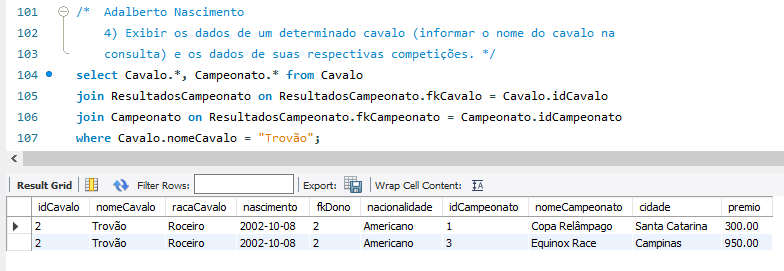 101 /* Adalberto Nascimento
102 4) Exibir os dados de um determinado cavalo (informar o nome do cavalo na
103 consulta) e os dados de suas respectivas competições. */
104 select Cavalo.*, Campeonato.* from Cavalo
105 join ResultadosCampeonato on ResultadosCampeonato.fkCavalo = Cavalo.idCavalo
106 join Campeonato on ResultadosCampeonato.fkCampeonato = Campeonato.idCampeonato
107 where Cavalo.nomeCavalo = "Trovão";
Result Grid Filter Rows: Export: Wrap Cell Content:
idCavalo nomeCavalo racaCavalo nascimento fkDono nacionalidade idCampeonato nomeCampeonato cidade premio
2 Trovão Roceiro 2002-10-08 2 Americano 1 Copa Relâmpago Santa Catarina 300.00
2 Trovão Roceiro 2002-10-08 2 Americano 3 Equinox Race Campinas 950.00